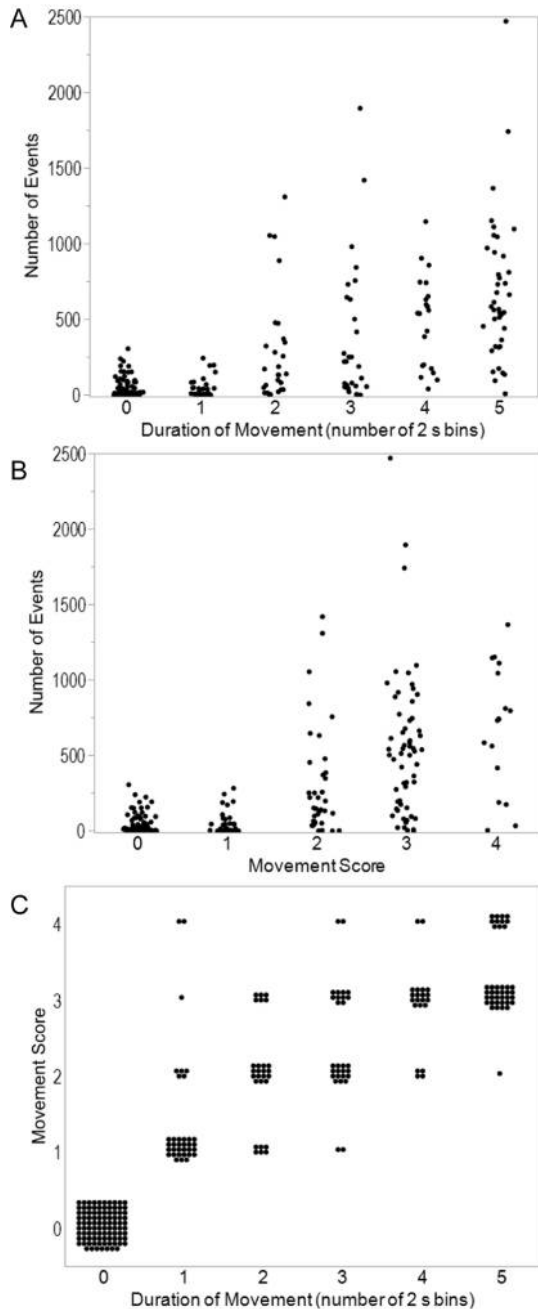 A
2500
2000
1500
1000
500
0
Number of Events
0 1 2 3 4 5
Duration of Movement (number of 2 s bins)
B
2500
2000
1500
1000
500
0
Number of Events
0 1 2 3 4
Movement Score
C
4
3
2
1
0
Movement Score
0 1 2 3 4 5
Duration of Movement (number of 2 s bins)